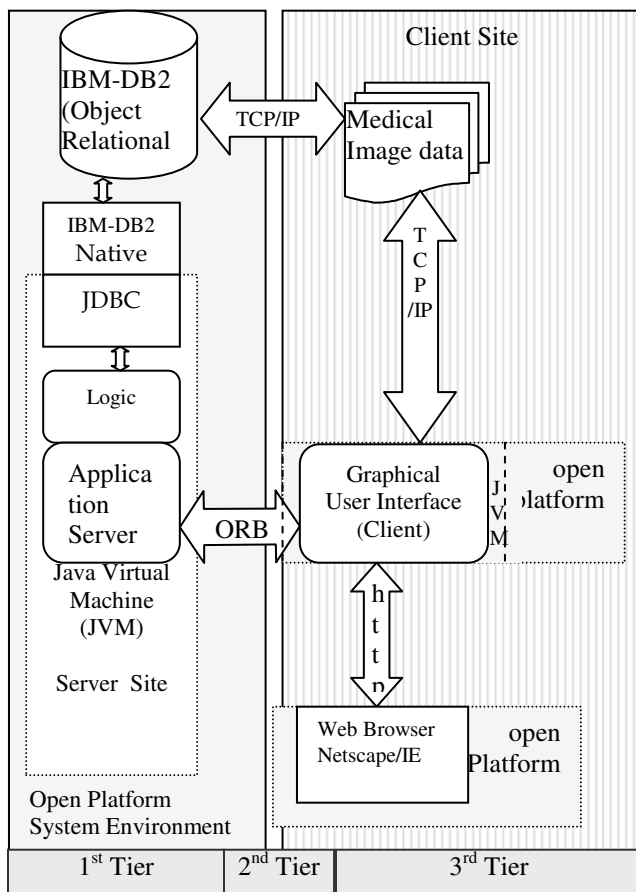 Client Site
IBM-DB2
(Object
Relational
TCP/IP
Medical
Image data
IBM-DB2
Native
JDBC
T
C
P
/IP
Logic
Applica
tion
Server
ORB
Graphical
User Interface
(Client)
J
V
M
open
platform
Java Virtual
Machine
(JVM)
Server Site
h
t
t
p
Web Browser
Netscape/IE
open
Platform
Open Platform
System Environment
1st Tier
2nd Tier
3rd Tier